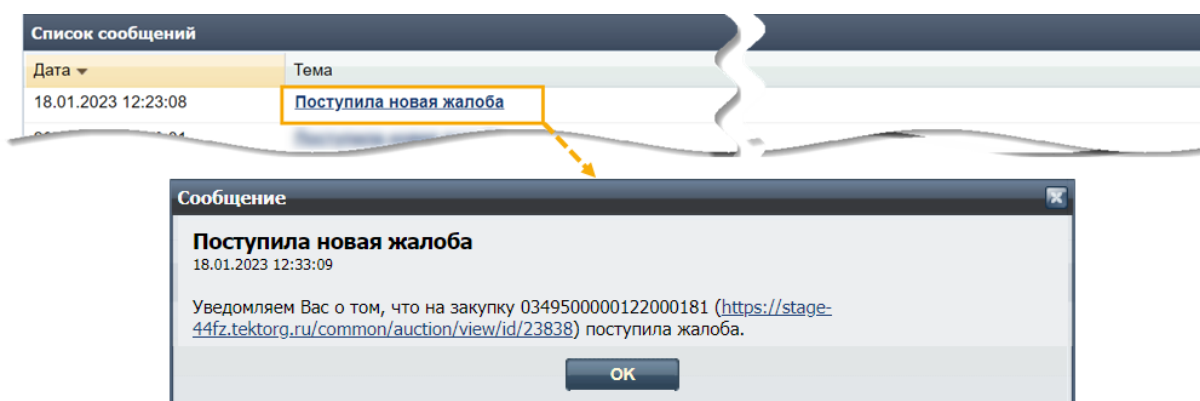 Список сообщений
Дата
Тема
18.01.2023 12:23:08
Поступила новая жалоба
Сообщение
Поступила новая жалоба
18.01.2023 12:33:09
Уведомляем Вас о том, что на закупку 0349500000122000181 (https://stage-
44fz.tektorg.ru/common/auction/view/id/23838) поступила жалоба.
ОК